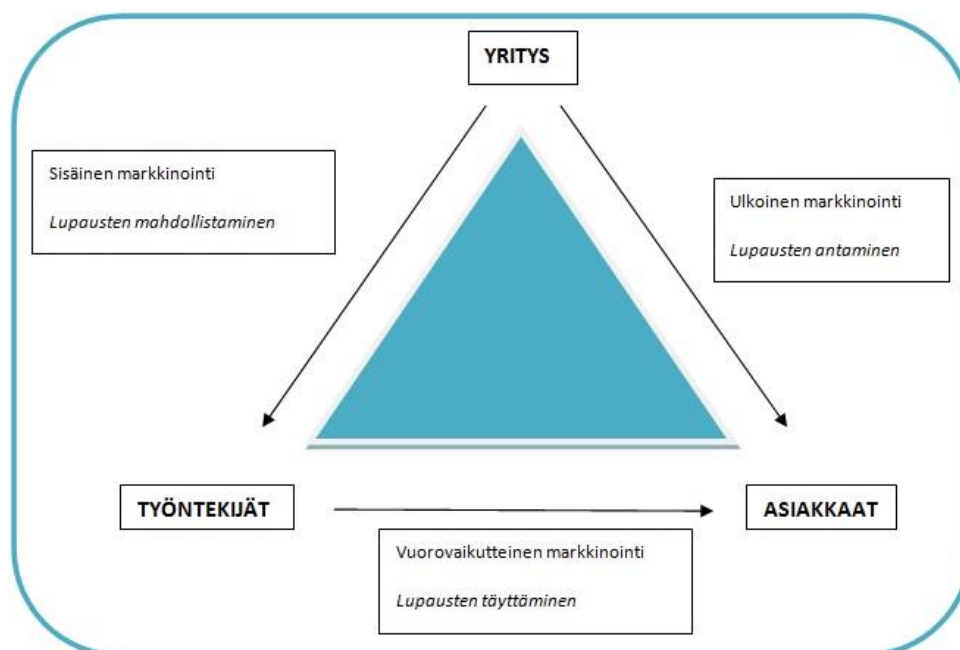 YRITYS
Sisäinen markkinointi
Lupausten mahdollistaminen
Ulkoinen markkinointi
Lupausten antaminen
TYÖNTEKIJÄT
ASIAKKAAT
Vuorovaikutteinen markkinointi
Lupausten täyttäminen